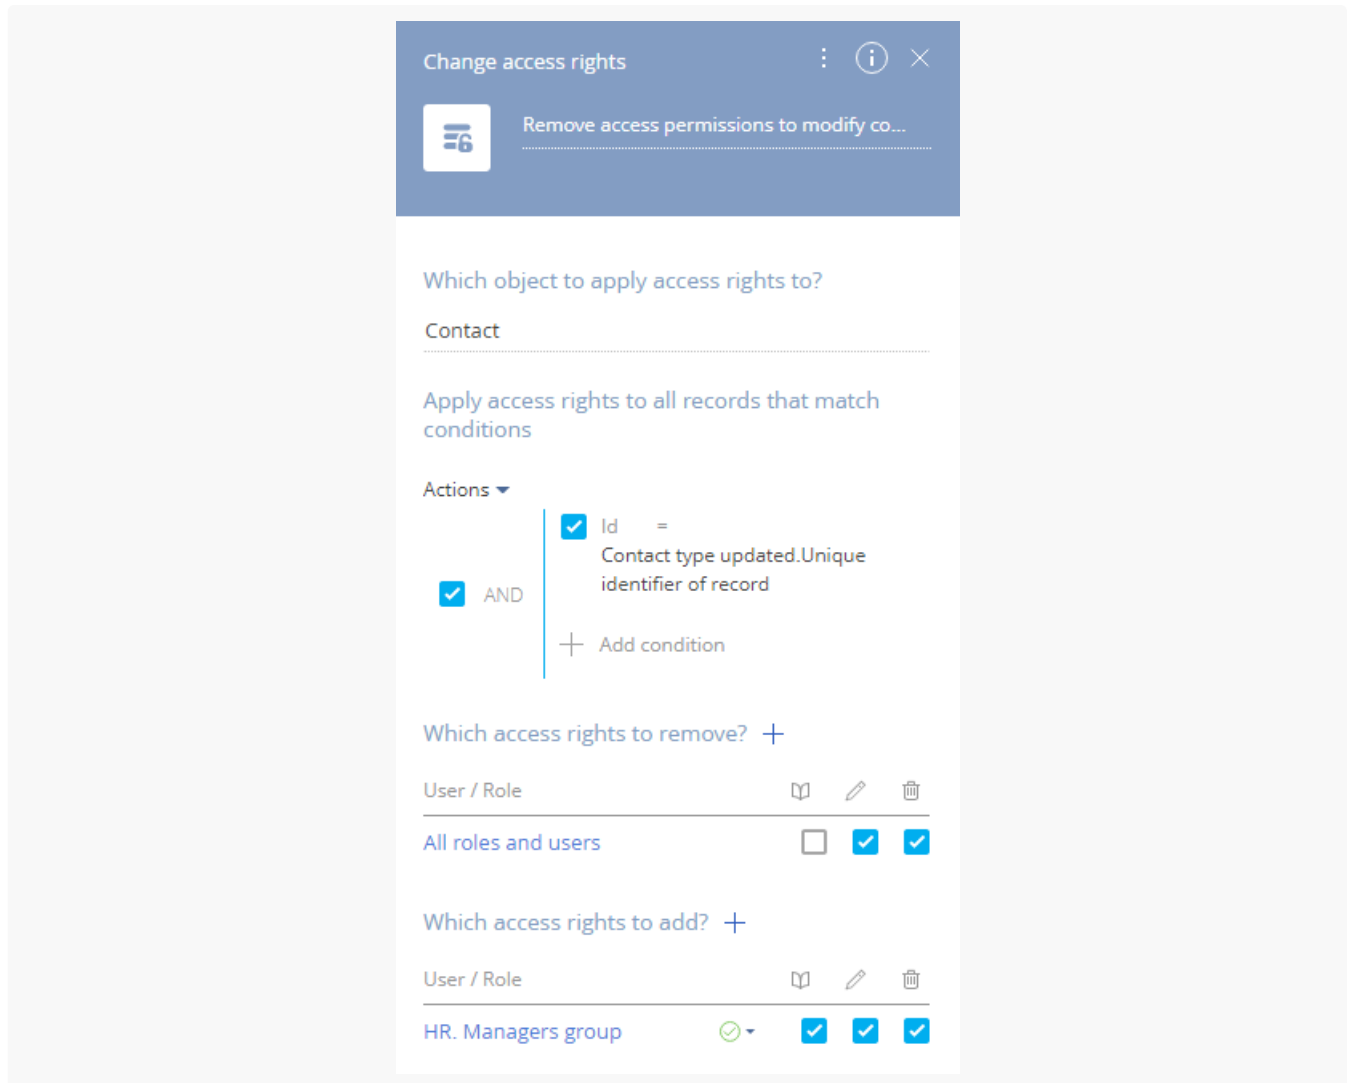 Change access rights
Remove access permissions to modify co...
Which object to apply access rights to?
Contact
Apply access rights to all records that match
conditions
Actions
Id =
Contact type updated.Unique
identifier of record
AND
Add condition
Which access rights to remove?
User / Role
All roles and users
Which access rights to add?
User / Role
HR. Managers group